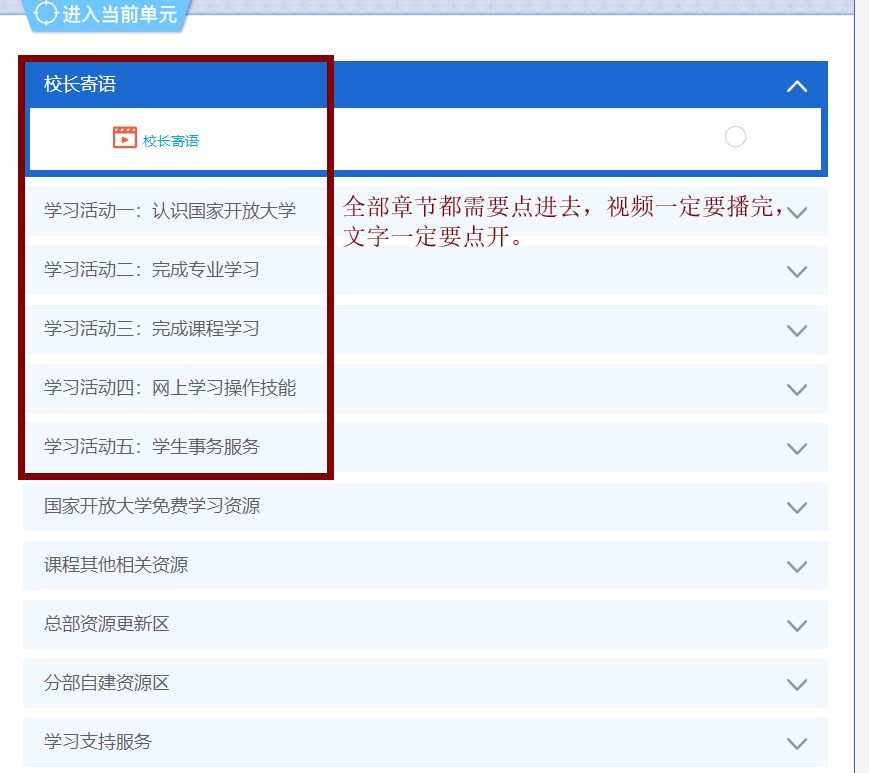 进入当前单元
校长寄语
校长寄语
学习活动一：认识国家开放大学
全部章节都需要点进去，视频一定要播完，
文字一定要点开。
学习活动二：完成专业学习
学习活动三：完成课程学习
学习活动四：网上学习操作技能
学习活动五：学生事务服务
国家开放大学免费学习资源
课程其他相关资源
总部资源更新区
分部自建资源区
学习支持服务